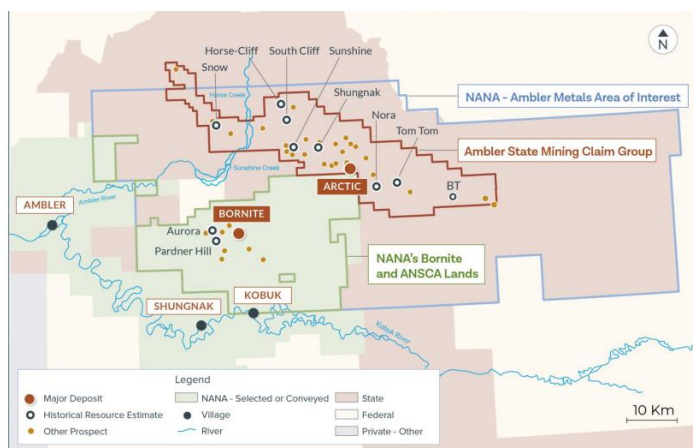 Horse-Cliff
South Cliff
Sunshine
Snow
Shungnak
N
Horse Creek
NANA - Ambler Metals Area of Interest
Nora
Tom Tom
Ambler State Mining Claim Group
Sunshine Creek
ARCTIC
BT
AMBLER
Ambler River
BORNITE
Aurora
Pardner Hill
NANA's Bornite
and ANSCA Lands
KOBUK
SHUNGNAK
Kobuk River
Legend
Major Deposit
NANA - Selected or Conveyed
State
Historical Resource Estimate
Village
Federal
Other Prospect
River
Private - Other
10 Km